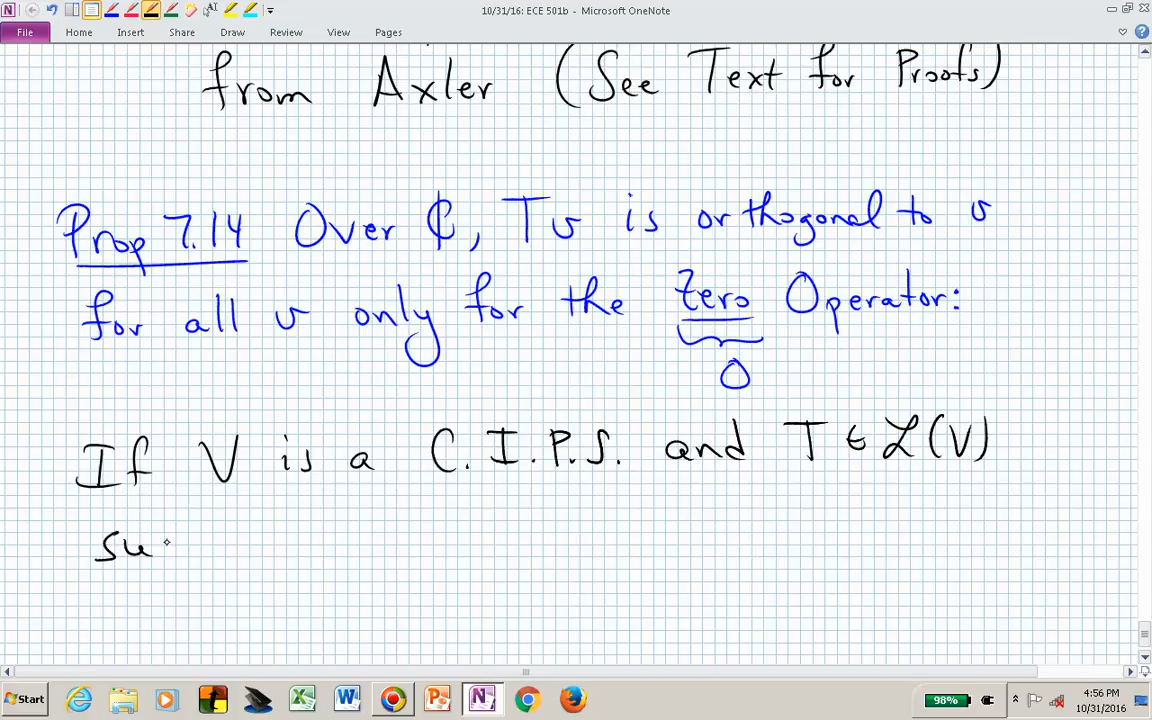 10/31/16: ECE 501b - Microsoft OneNote
File Home Insert Share Draw Review View Pages
from Axler (See Text for Proofs)
Prop 7.14 Over ₵, Tv is orthogonal to v
for all v only for the zero Operator:
0
If V is a C.I.P.S. and T ∈ ℒ(V)
su
Start
98%
4:56 PM
10/31/2016